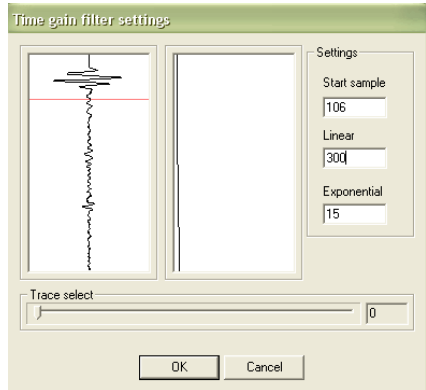 Time gain filter settings
Settings
Start sample
106
Linear
300
Exponential
15
Trace select
0
OK Cancel